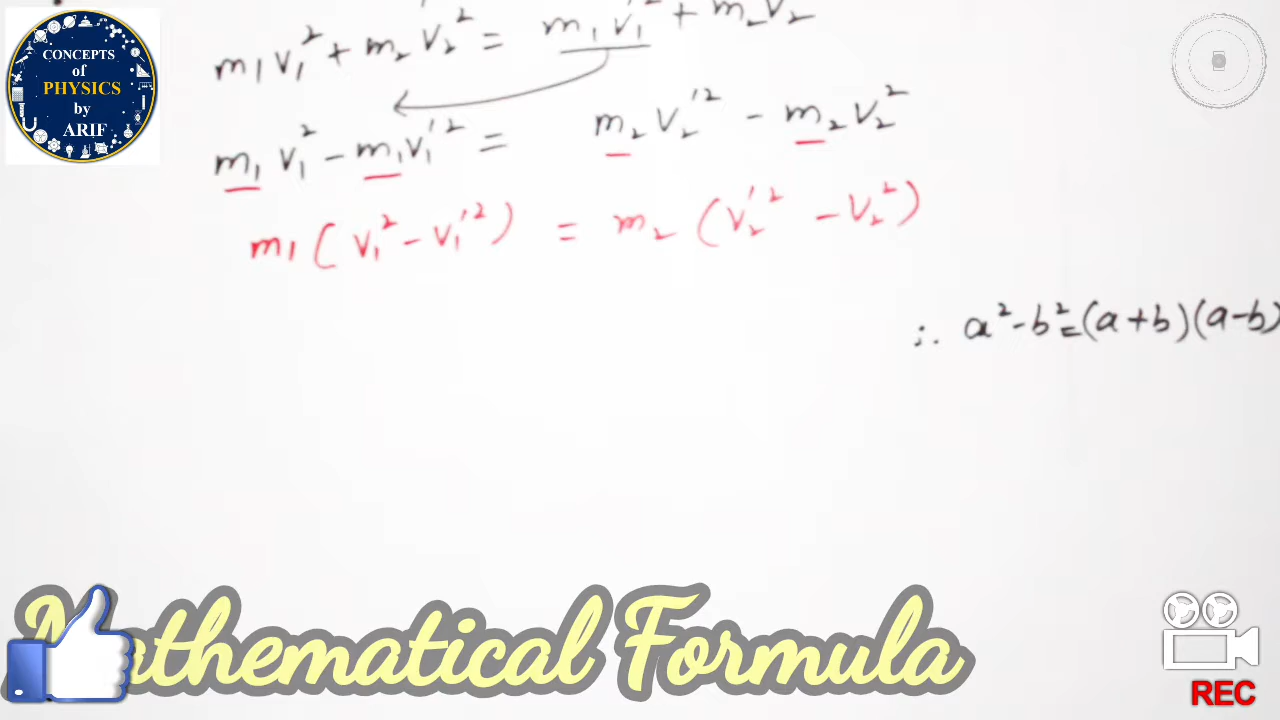 CONCEPTS
of
PHYSICS
by
ARIF
m₁v₁² + m₂v₂² = m₁v₁'² + m₂v₂
m₁v₁² - m₁v₁'² = m₂v₂'² - m₂v₂²
m₁(v₁² - v₁'²) = m₂(v₂'² - v₂²)
∴ a² - b² = (a+b)(a-b)
Mathematical Formula
REC